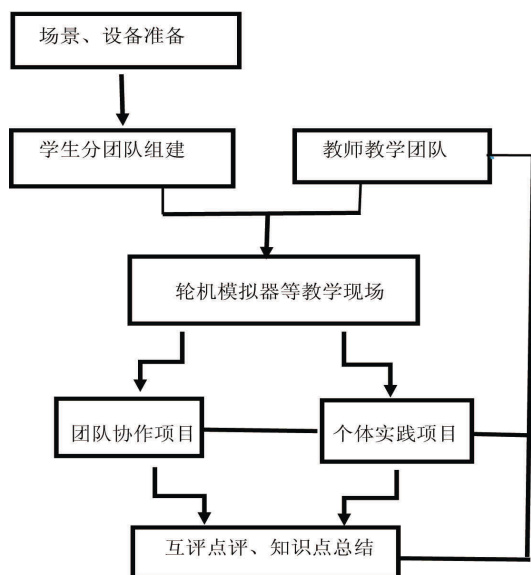 场景、设备准备
学生分团队组建
教师教学团队
轮机模拟器等教学现场
团队协作项目
个体实践项目
互评点评、知识点总结